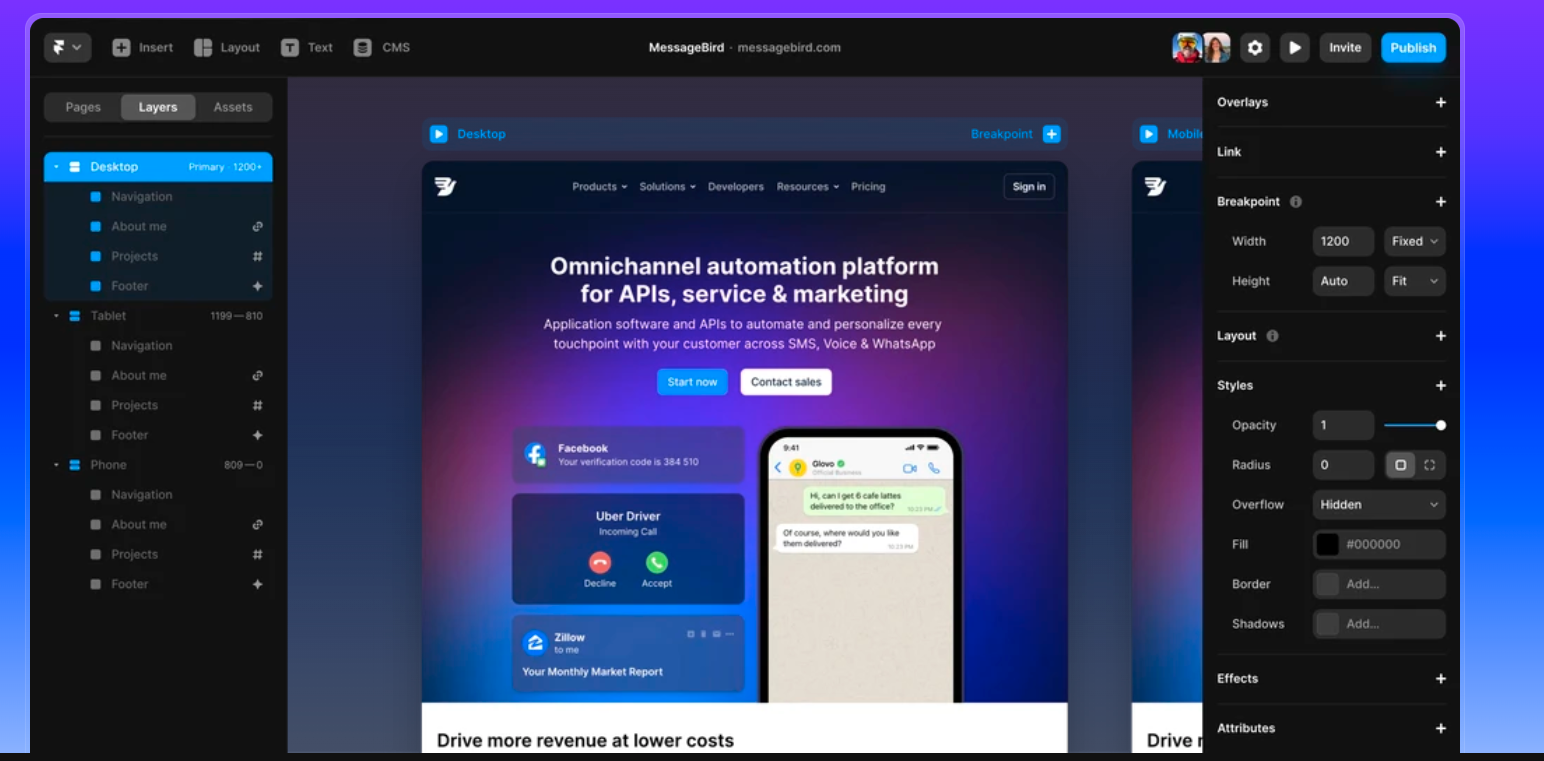 Insert
Layout
Text
CMS
MessageBird · messagebird.com
Invite
Publish
Pages
Layers
Assets
Desktop
Primary · 1200+
Navigation
About me
Projects
Footer
Tablet
1199 — 810
Navigation
About me
Projects
Footer
Phone
809 — 0
Navigation
About me
Projects
Footer
Desktop
Breakpoint
Products
Solutions
Developers
Resources
Pricing
Sign in
Omnichannel automation platform
for APIs, service & marketing
Application software and APIs to automate and personalize every
touchpoint with your customer across SMS, Voice & WhatsApp
Start now
Contact sales
Facebook
Your verification code is 384 510
Uber Driver
Incoming Call
Decline
Accept
Zillow
to me
Your Monthly Market Report
9:41
Glovo
Official Business
Hi, can I get 6 cafe lattes
delivered to the office?
10:23 PM
Of course, where would you like
them delivered?
10:23 PM
Drive more revenue at lower costs
Mobile
Drive r
Overlays
Link
Breakpoint
Width
1200
Fixed
Height
Auto
Fit
Layout
Styles
Opacity
1
Radius
0
Overflow
Hidden
Fill
#000000
Border
Add...
Shadows
Add...
Effects
Attributes